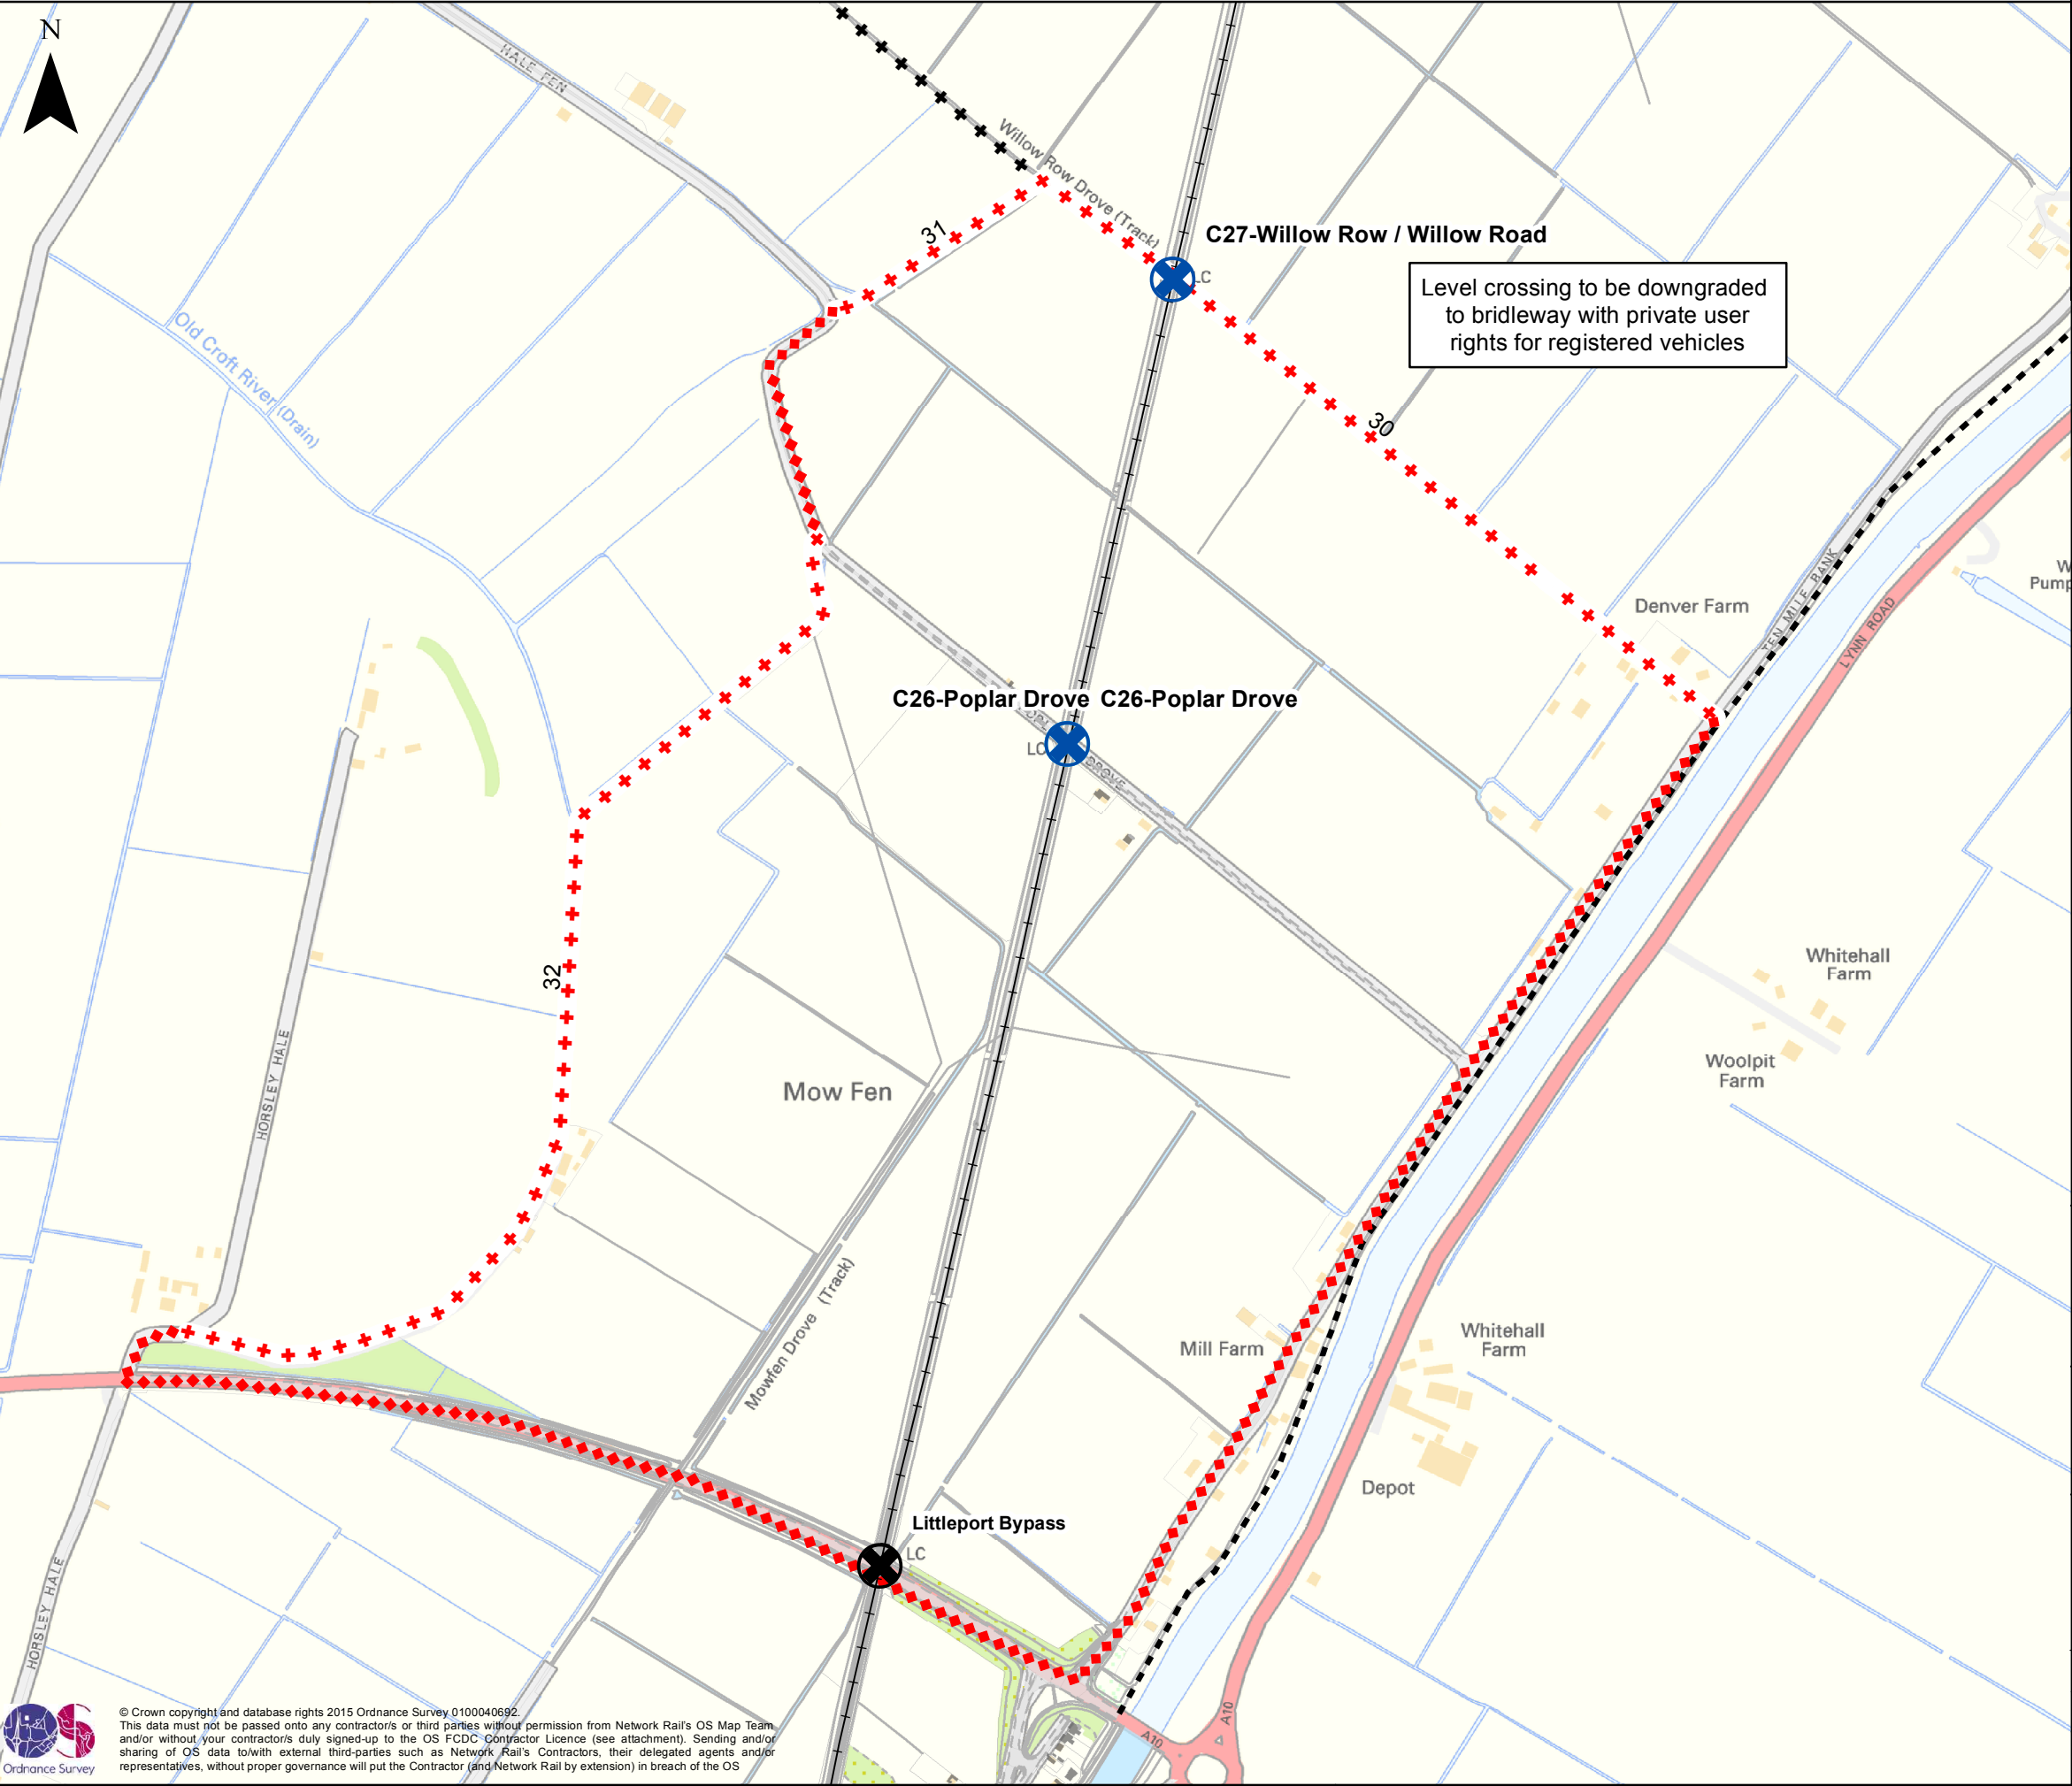 N
HALE FEN
Willow Row Drove (Track)
31
C27-Willow Row / Willow Road
LC
Level crossing to be downgraded
to bridleway with private user
rights for registered vehicles
Old Croft River (Drain)
30
TEN MILE BANK
LYNN ROAD
W
Pump
Denver Farm
C26-Poplar Drove C26-Poplar Drove
LC
DROVE
Whitehall
Farm
32
Woolpit
Farm
HORSLEY HALE
Mow Fen
Mowfen Drove (Track)
Mill Farm
Whitehall
Farm
Depot
Littleport Bypass
LC
HORSLEY HALE
A10
A10
Ordnance Survey
© Crown copyright and database rights 2015 Ordnance Survey 0100040692.
This data must not be passed onto any contractor/s or third parties without permission from Network Rail's OS Map Team
and/or without your contractor/s duly signed-up to the OS FCDC Contractor Licence (see attachment). Sending and/or
sharing of OS data to/with external third-parties such as Network Rail's Contractors, their delegated agents and/or
representatives, without proper governance will put the Contractor (and Network Rail by extension) in breach of the OS